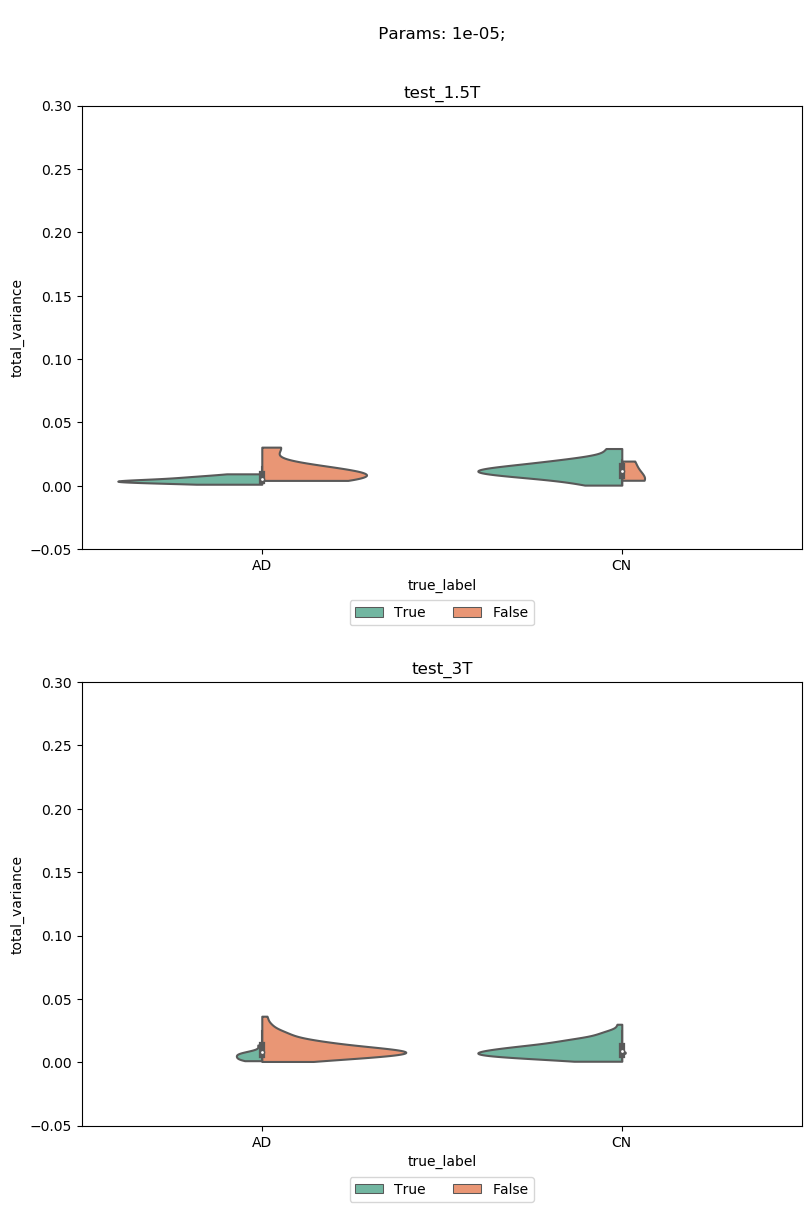 Params: 1e-05;
test_1.5T
0.30
0.25
0.20
0.15
0.10
0.05
0.00
−0.05
total_variance
AD CN
true_label
True False
test_3T
0.30
0.25
0.20
0.15
0.10
0.05
0.00
−0.05
total_variance
AD CN
true_label
True False